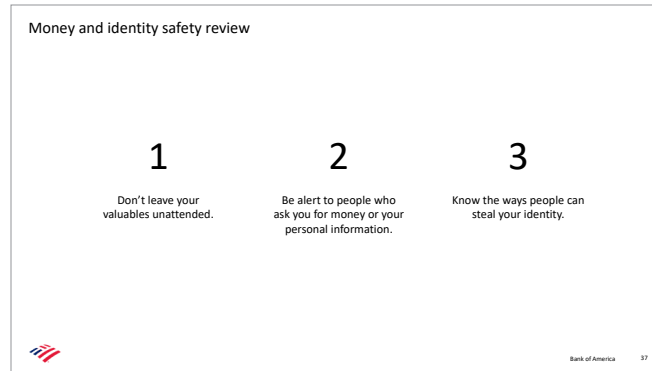 Money and identity safety review
1
Don’t leave your
valuables unattended.
2
Be alert to people who
ask you for money or your
personal information.
3
Know the ways people can
steal your identity.
Bank of America 37